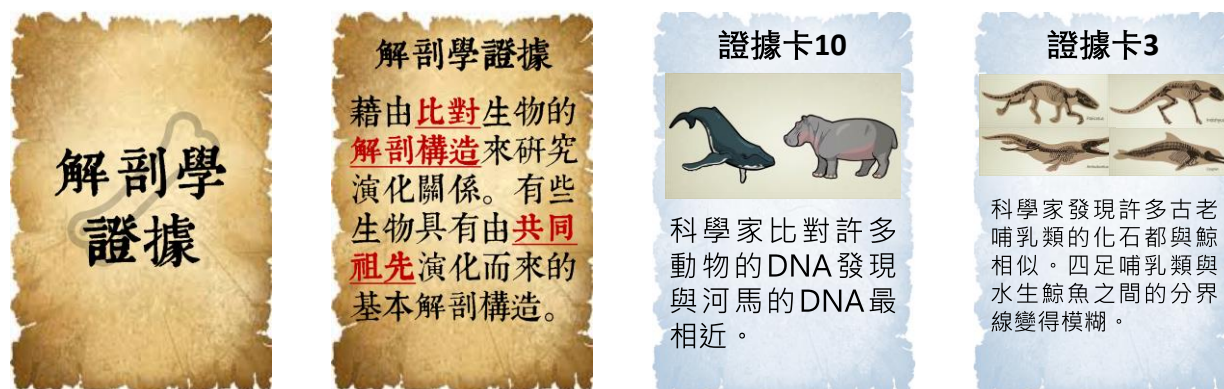 解剖學
證據
解剖學證據
藉由比對生物的
解剖構造來研究
演化關係。有些
生物具有由共同
祖先演化而來的
基本解剖構造。
證據卡10
科學家比對許多
動物的DNA發現
與河馬的DNA最
相近。
證據卡3
科學家發現許多古老
哺乳類的化石都與鯨
相似。四足哺乳類與
水生鯨魚之間的分界
線變得模糊。